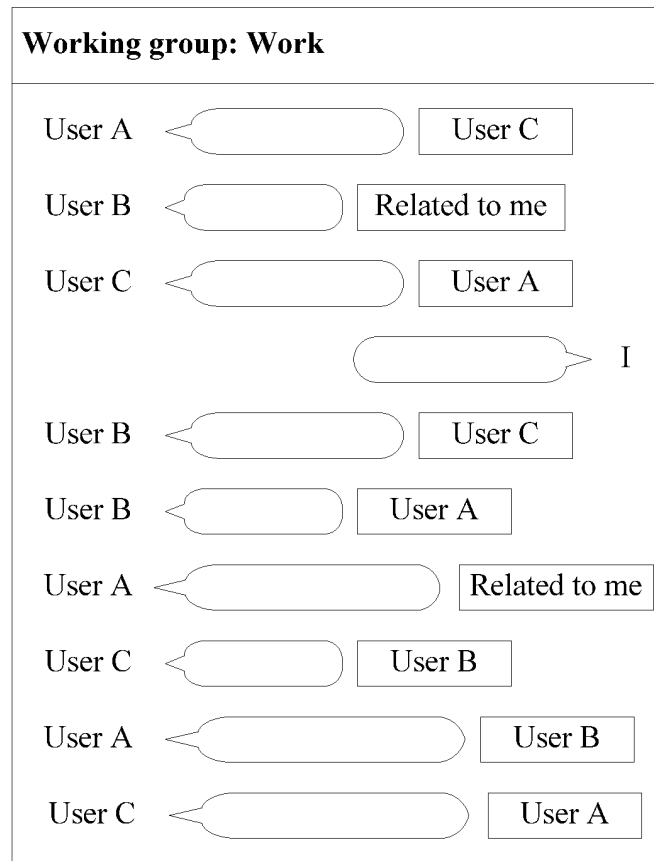 Working group: Work
User A User C
User B Related to me
User C User A
I
User B User C
User B User A
User A Related to me
User C User B
User A User B
User C User A